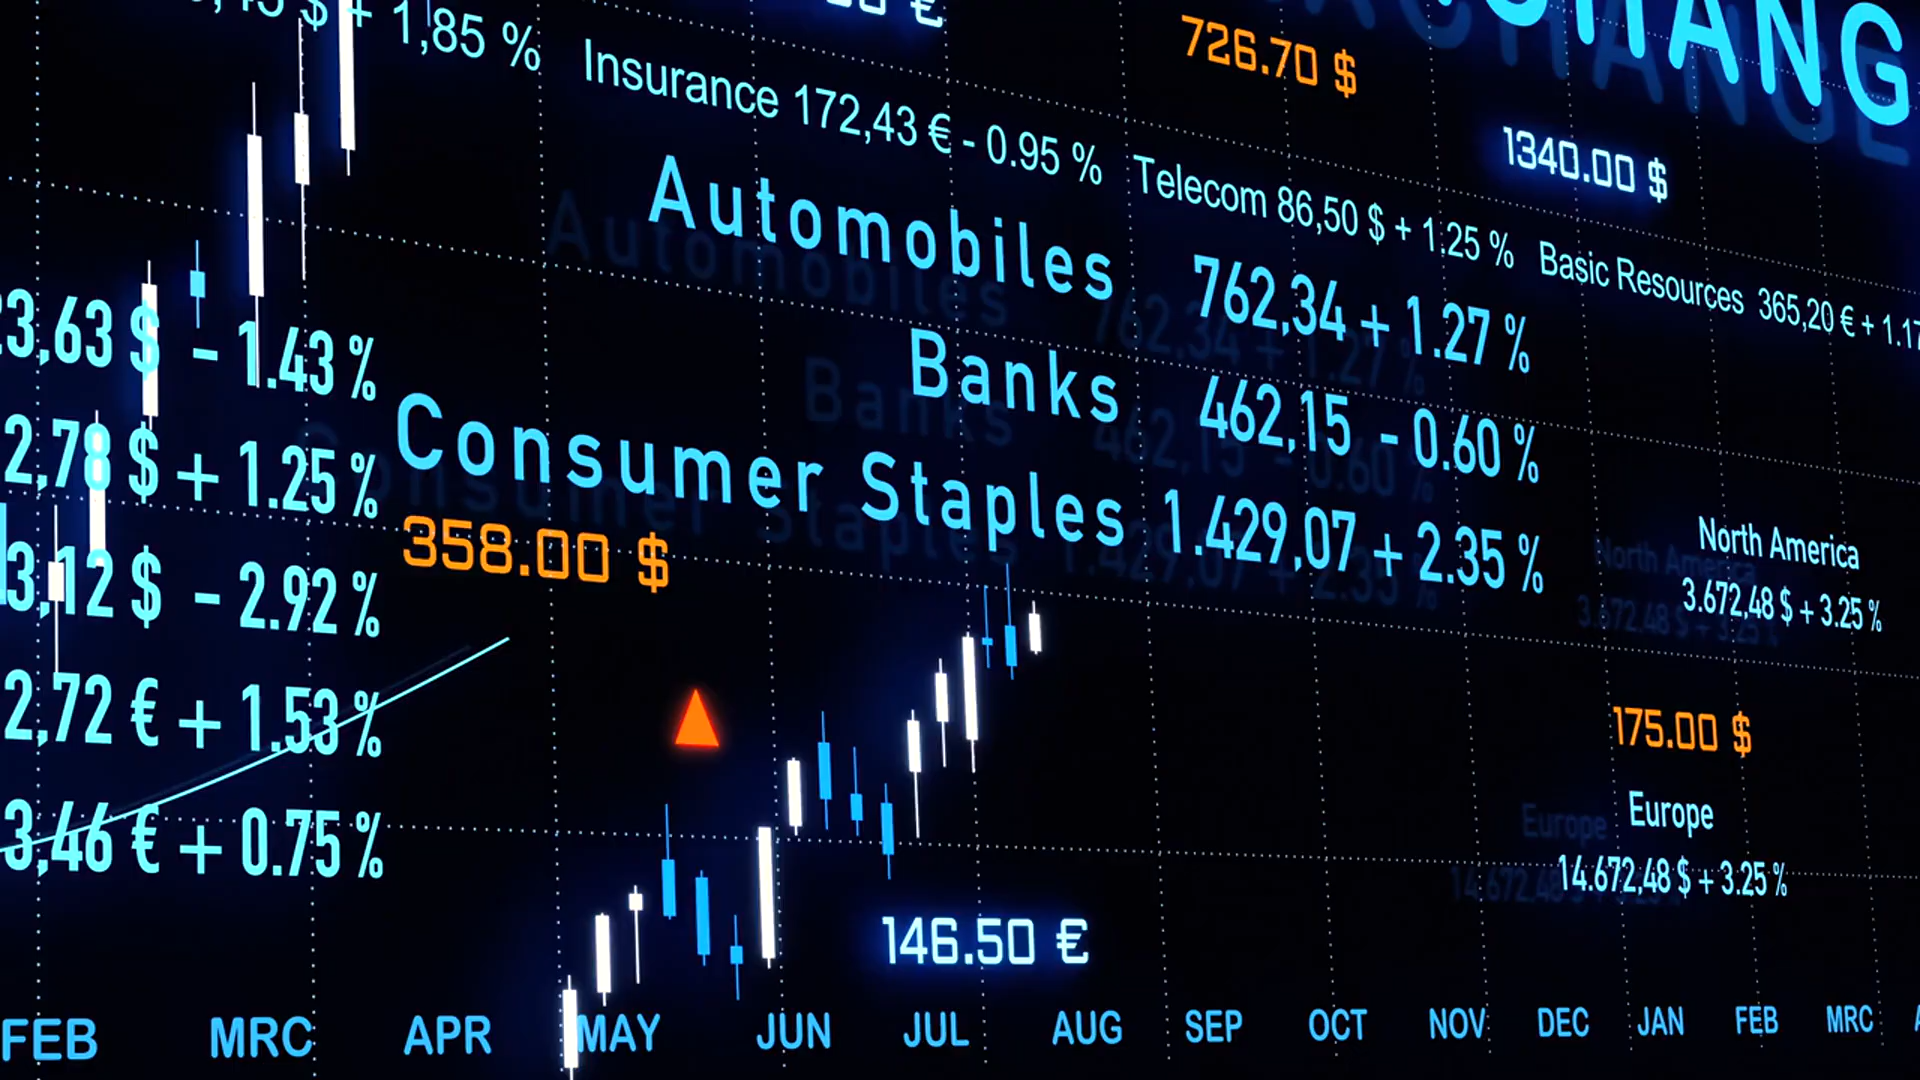 + 1,85 %
Insurance 172,43 € - 0.95 %
Telecom 86,50 $ + 1.25 %
Basic Resources 365,20 € + 1.17
726.70 $
1340.00 $
Automobiles 762,34 + 1.27 %
Banks 462,15 - 0.60 %
Consumer Staples 1.429,07 + 2.35 %
3,63 $ - 1.43 %
2,78 $ + 1.25 %
3,12 $ - 2.92 %
2,72 € + 1.53 %
3,46 € + 0.75 %
358.00 $
North America
3.672,48 $ + 3.25 %
175.00 $
Europe
14.672,48 $ + 3.25 %
146.50 €
FEB MRC APR MAY JUN JUL AUG SEP OCT NOV DEC JAN FEB MRC